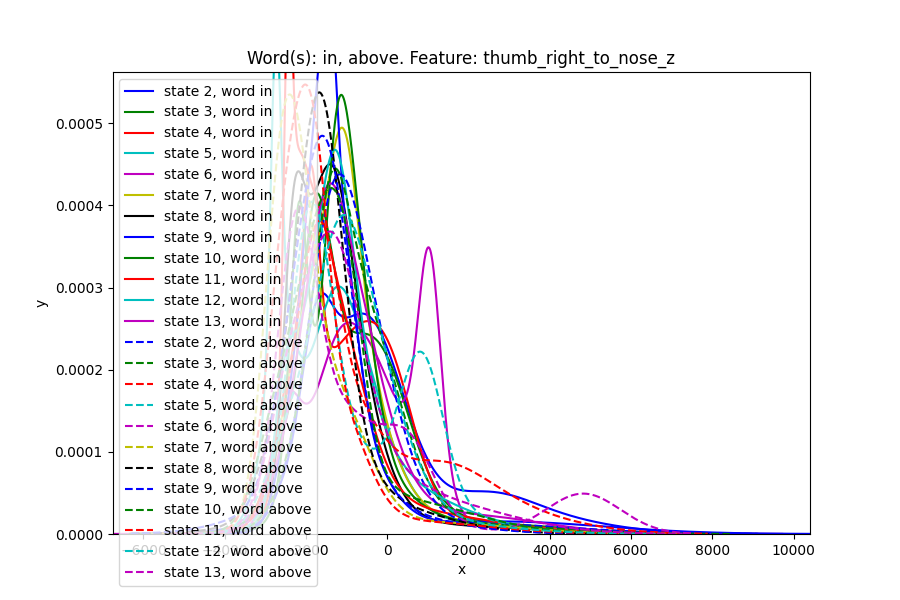 Word(s): in, above. Feature: thumb_right_to_nose_z
y
0.0005
0.0004
0.0003
0.0002
0.0001
0.0000
state 2, word in
state 3, word in
state 4, word in
state 5, word in
state 6, word in
state 7, word in
state 8, word in
state 9, word in
state 10, word in
state 11, word in
state 12, word in
state 13, word in
state 2, word above
state 3, word above
state 4, word above
state 5, word above
state 6, word above
state 7, word above
state 8, word above
state 9, word above
state 10, word above
state 11, word above
state 12, word above
state 13, word above
−6000 −4000 −2000 0 2000 4000 6000 8000 10000
x